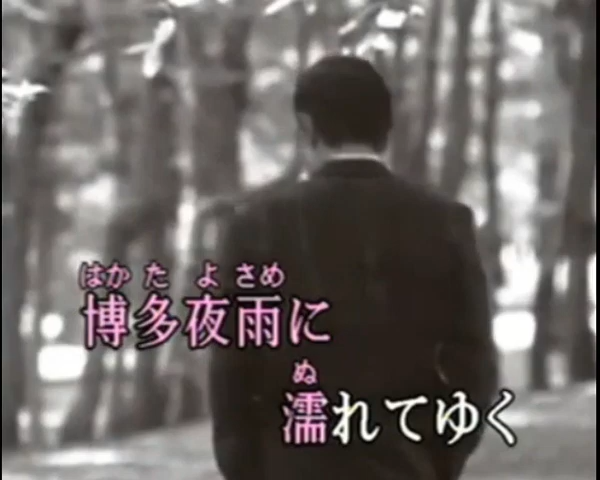 はかた よさめ
博多夜雨に
ぬ
濡れてゆく